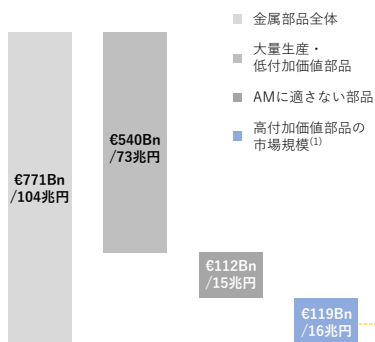 金属部品全体
大量生産・
低付加価値部品
AMに適さない部品
高付加価値部品の
市場規模(1)
€771Bn
/104兆円
€540Bn
/73兆円
€112Bn
/15兆円
€119Bn
/16兆円